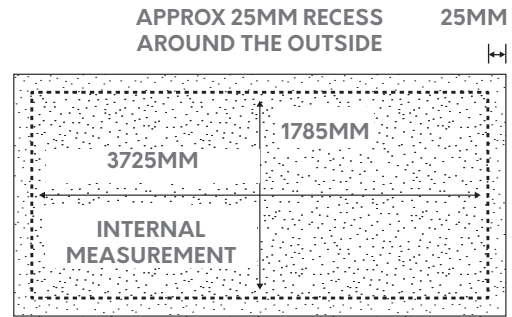 APPROX 25MM RECESS
AROUND THE OUTSIDE
25MM
1785MM
3725MM
INTERNAL
MEASUREMENT